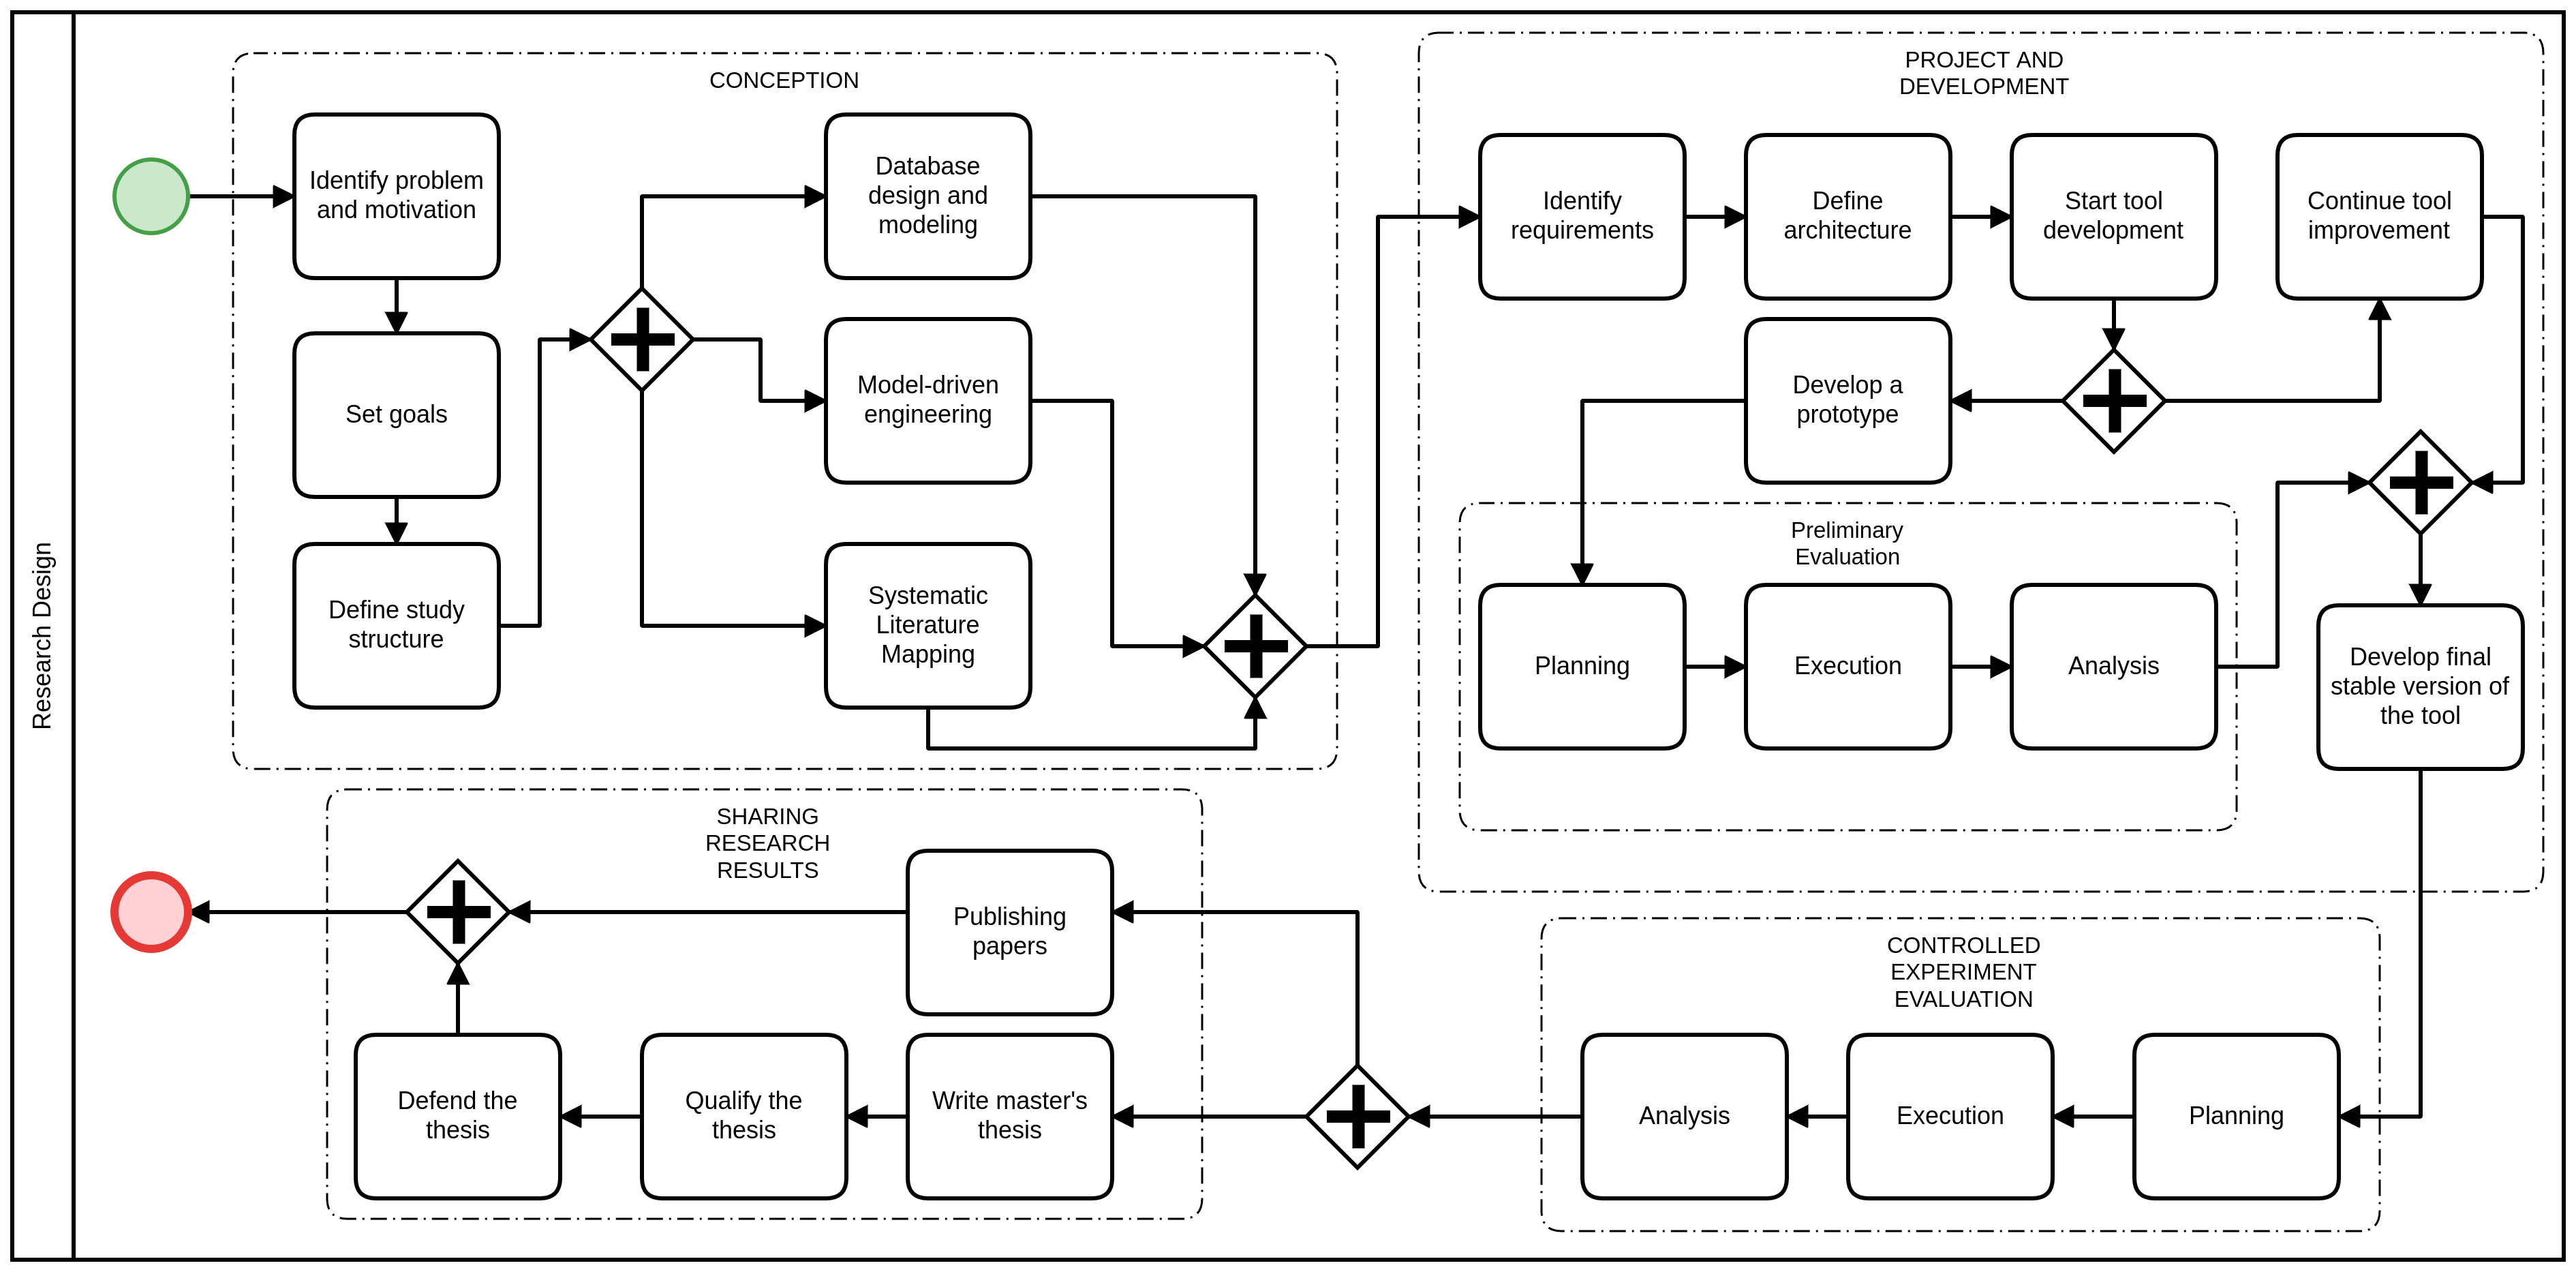 Research Design
CONCEPTION
Identify problem
and motivation
Set goals
Define study
structure
Database
design and
modeling
Model-driven
engineering
Systematic
Literature
Mapping
PROJECT AND
DEVELOPMENT
Identify
requirements
Define
architecture
Start tool
development
Continue tool
improvement
Develop a
prototype
Preliminary
Evaluation
Planning
Execution
Analysis
Develop final
stable version of
the tool
CONTROLLED
EXPERIMENT
EVALUATION
Planning
Execution
Analysis
SHARING
RESEARCH
RESULTS
Publishing
papers
Write master's
thesis
Qualify the
thesis
Defend the
thesis